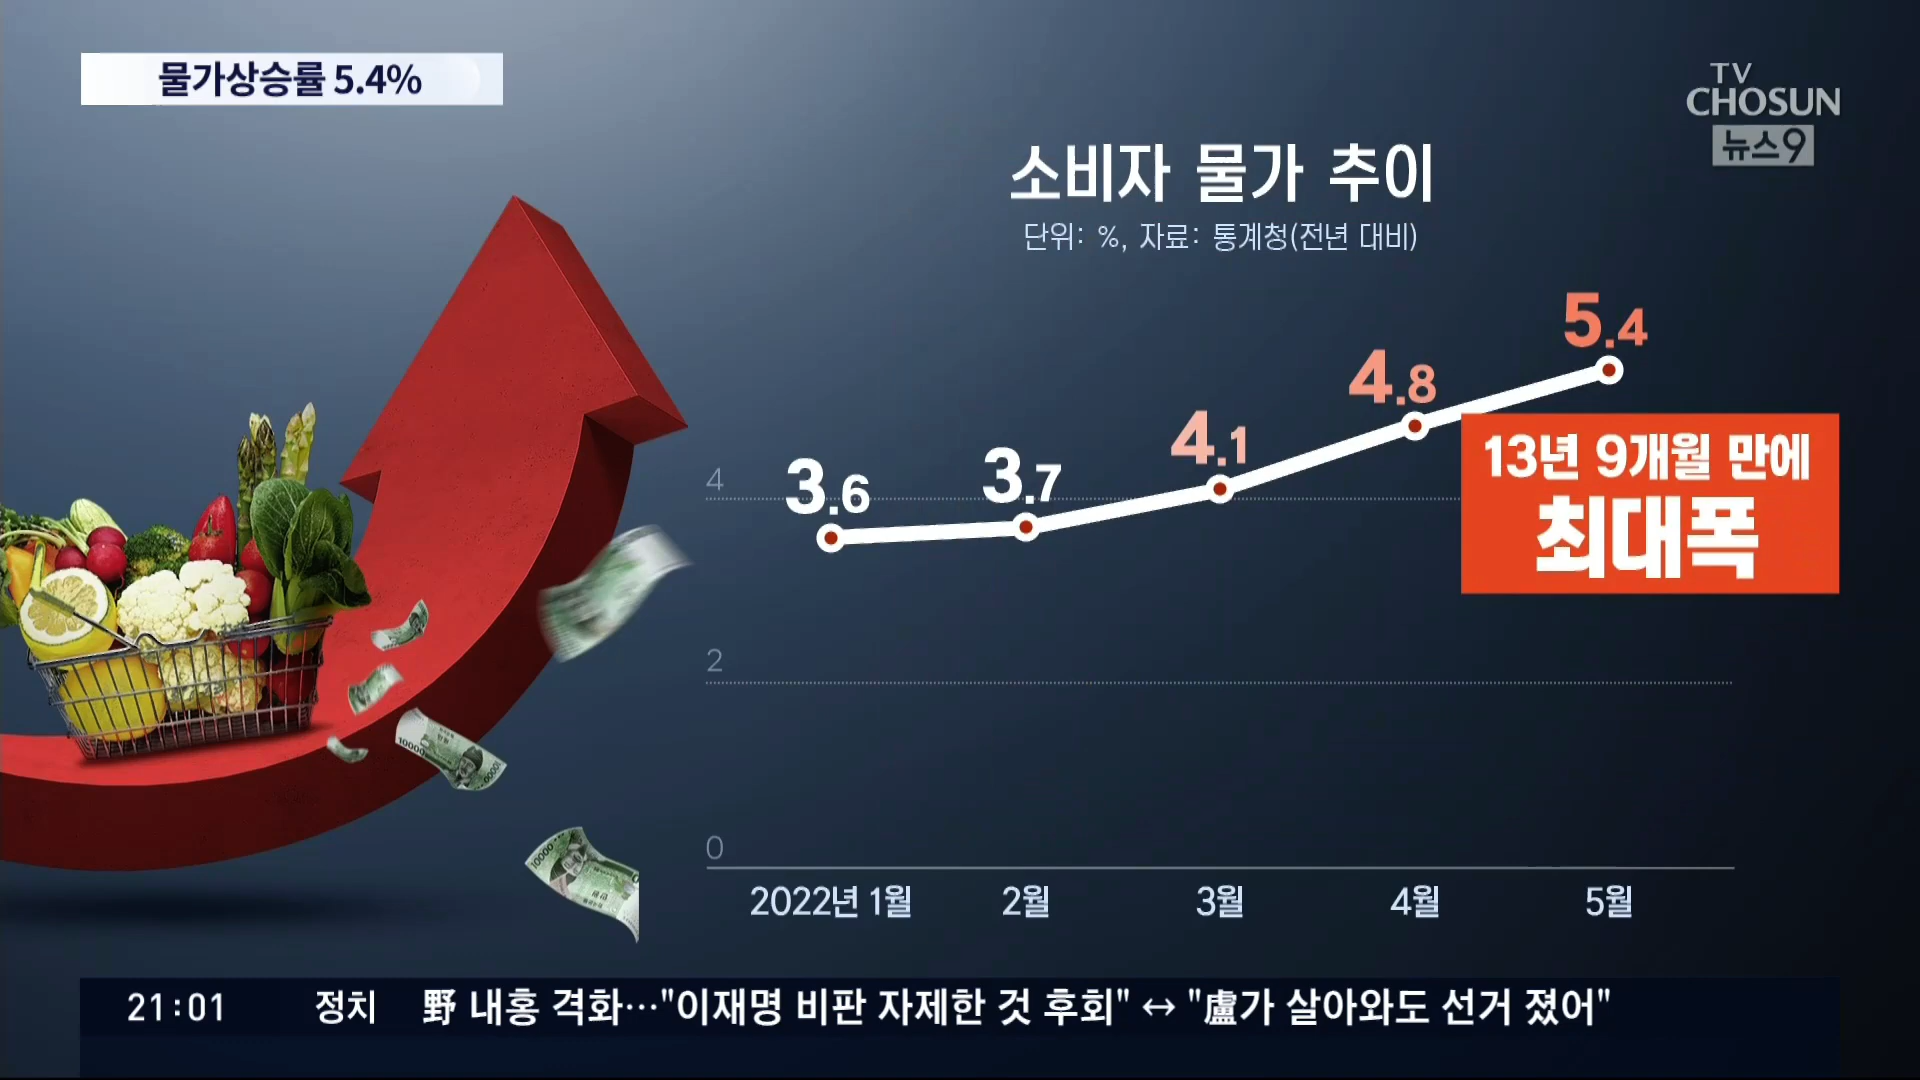 물가상승률 5.4%
TV
CHOSUN
뉴스9
소비자 물가 추이
단위: %, 자료: 통계청(전년 대비)
5.4
4.8
4.1
3.7
3.6
4
2
0
13년 9개월 만에
최대폭
2022년 1월 2월 3월 4월 5월
10000
10000
10000
21:01 정치 野 내홍 격화…"이재명 비판 자제한 것 후회" ↔ "盧가 살아와도 선거 졌어"